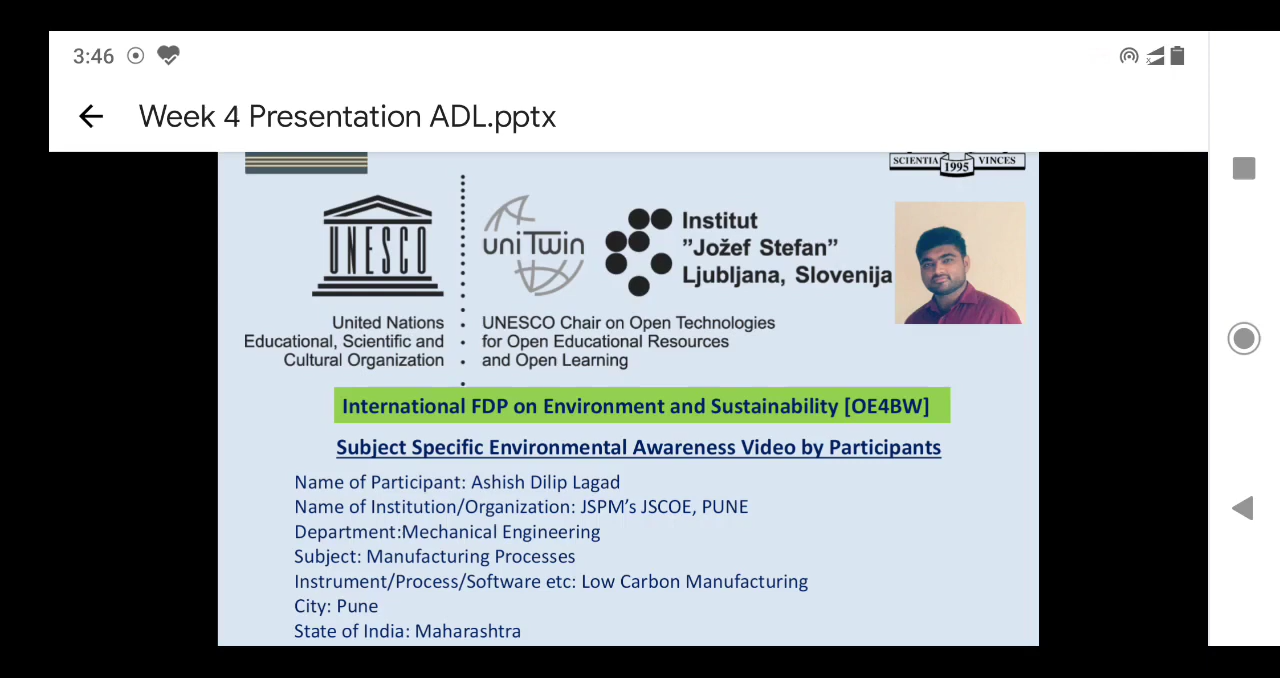 3:46
Week 4 Presentation ADL.pptx
SCIENTIA 1995 VINCES
UNESCO
uniTwin
Institut
”Jožef Stefan”
Ljubljana, Slovenija
United Nations
Educational, Scientific and
Cultural Organization
UNESCO Chair on Open Technologies
for Open Educational Resources
and Open Learning
International FDP on Environment and Sustainability [OE4BW]
Subject Specific Environmental Awareness Video by Participants
Name of Participant: Ashish Dilip Lagad
Name of Institution/Organization: JSPM’s JSCOE, PUNE
Department:Mechanical Engineering
Subject: Manufacturing Processes
Instrument/Process/Software etc: Low Carbon Manufacturing
City: Pune
State of India: Maharashtra